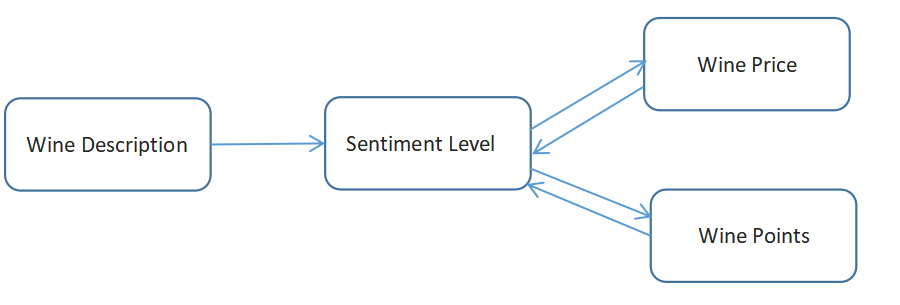 Wine Description
Sentiment Level
Wine Price
Wine Points